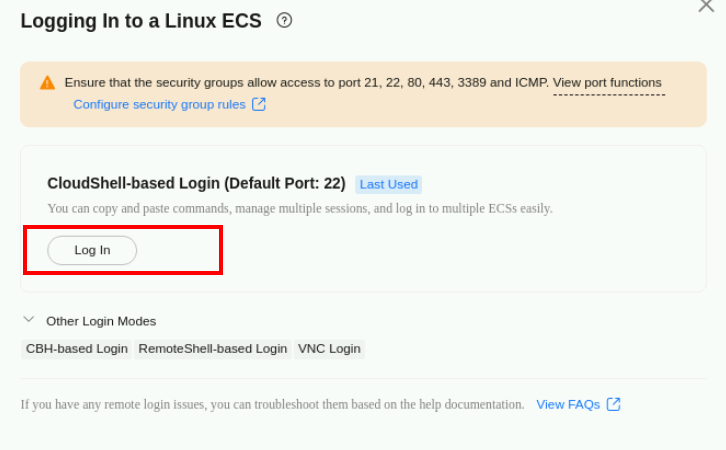 Logging In to a Linux ECS
Ensure that the security groups allow access to port 21, 22, 80, 443, 3389 and ICMP. View port functions
Configure security group rules
CloudShell-based Login (Default Port: 22) Last Used
You can copy and paste commands, manage multiple sessions, and log in to multiple ECSs easily.
Log In
Other Login Modes
CBH-based Login RemoteShell-based Login VNC Login
If you have any remote login issues, you can troubleshoot them based on the help documentation. View FAQs